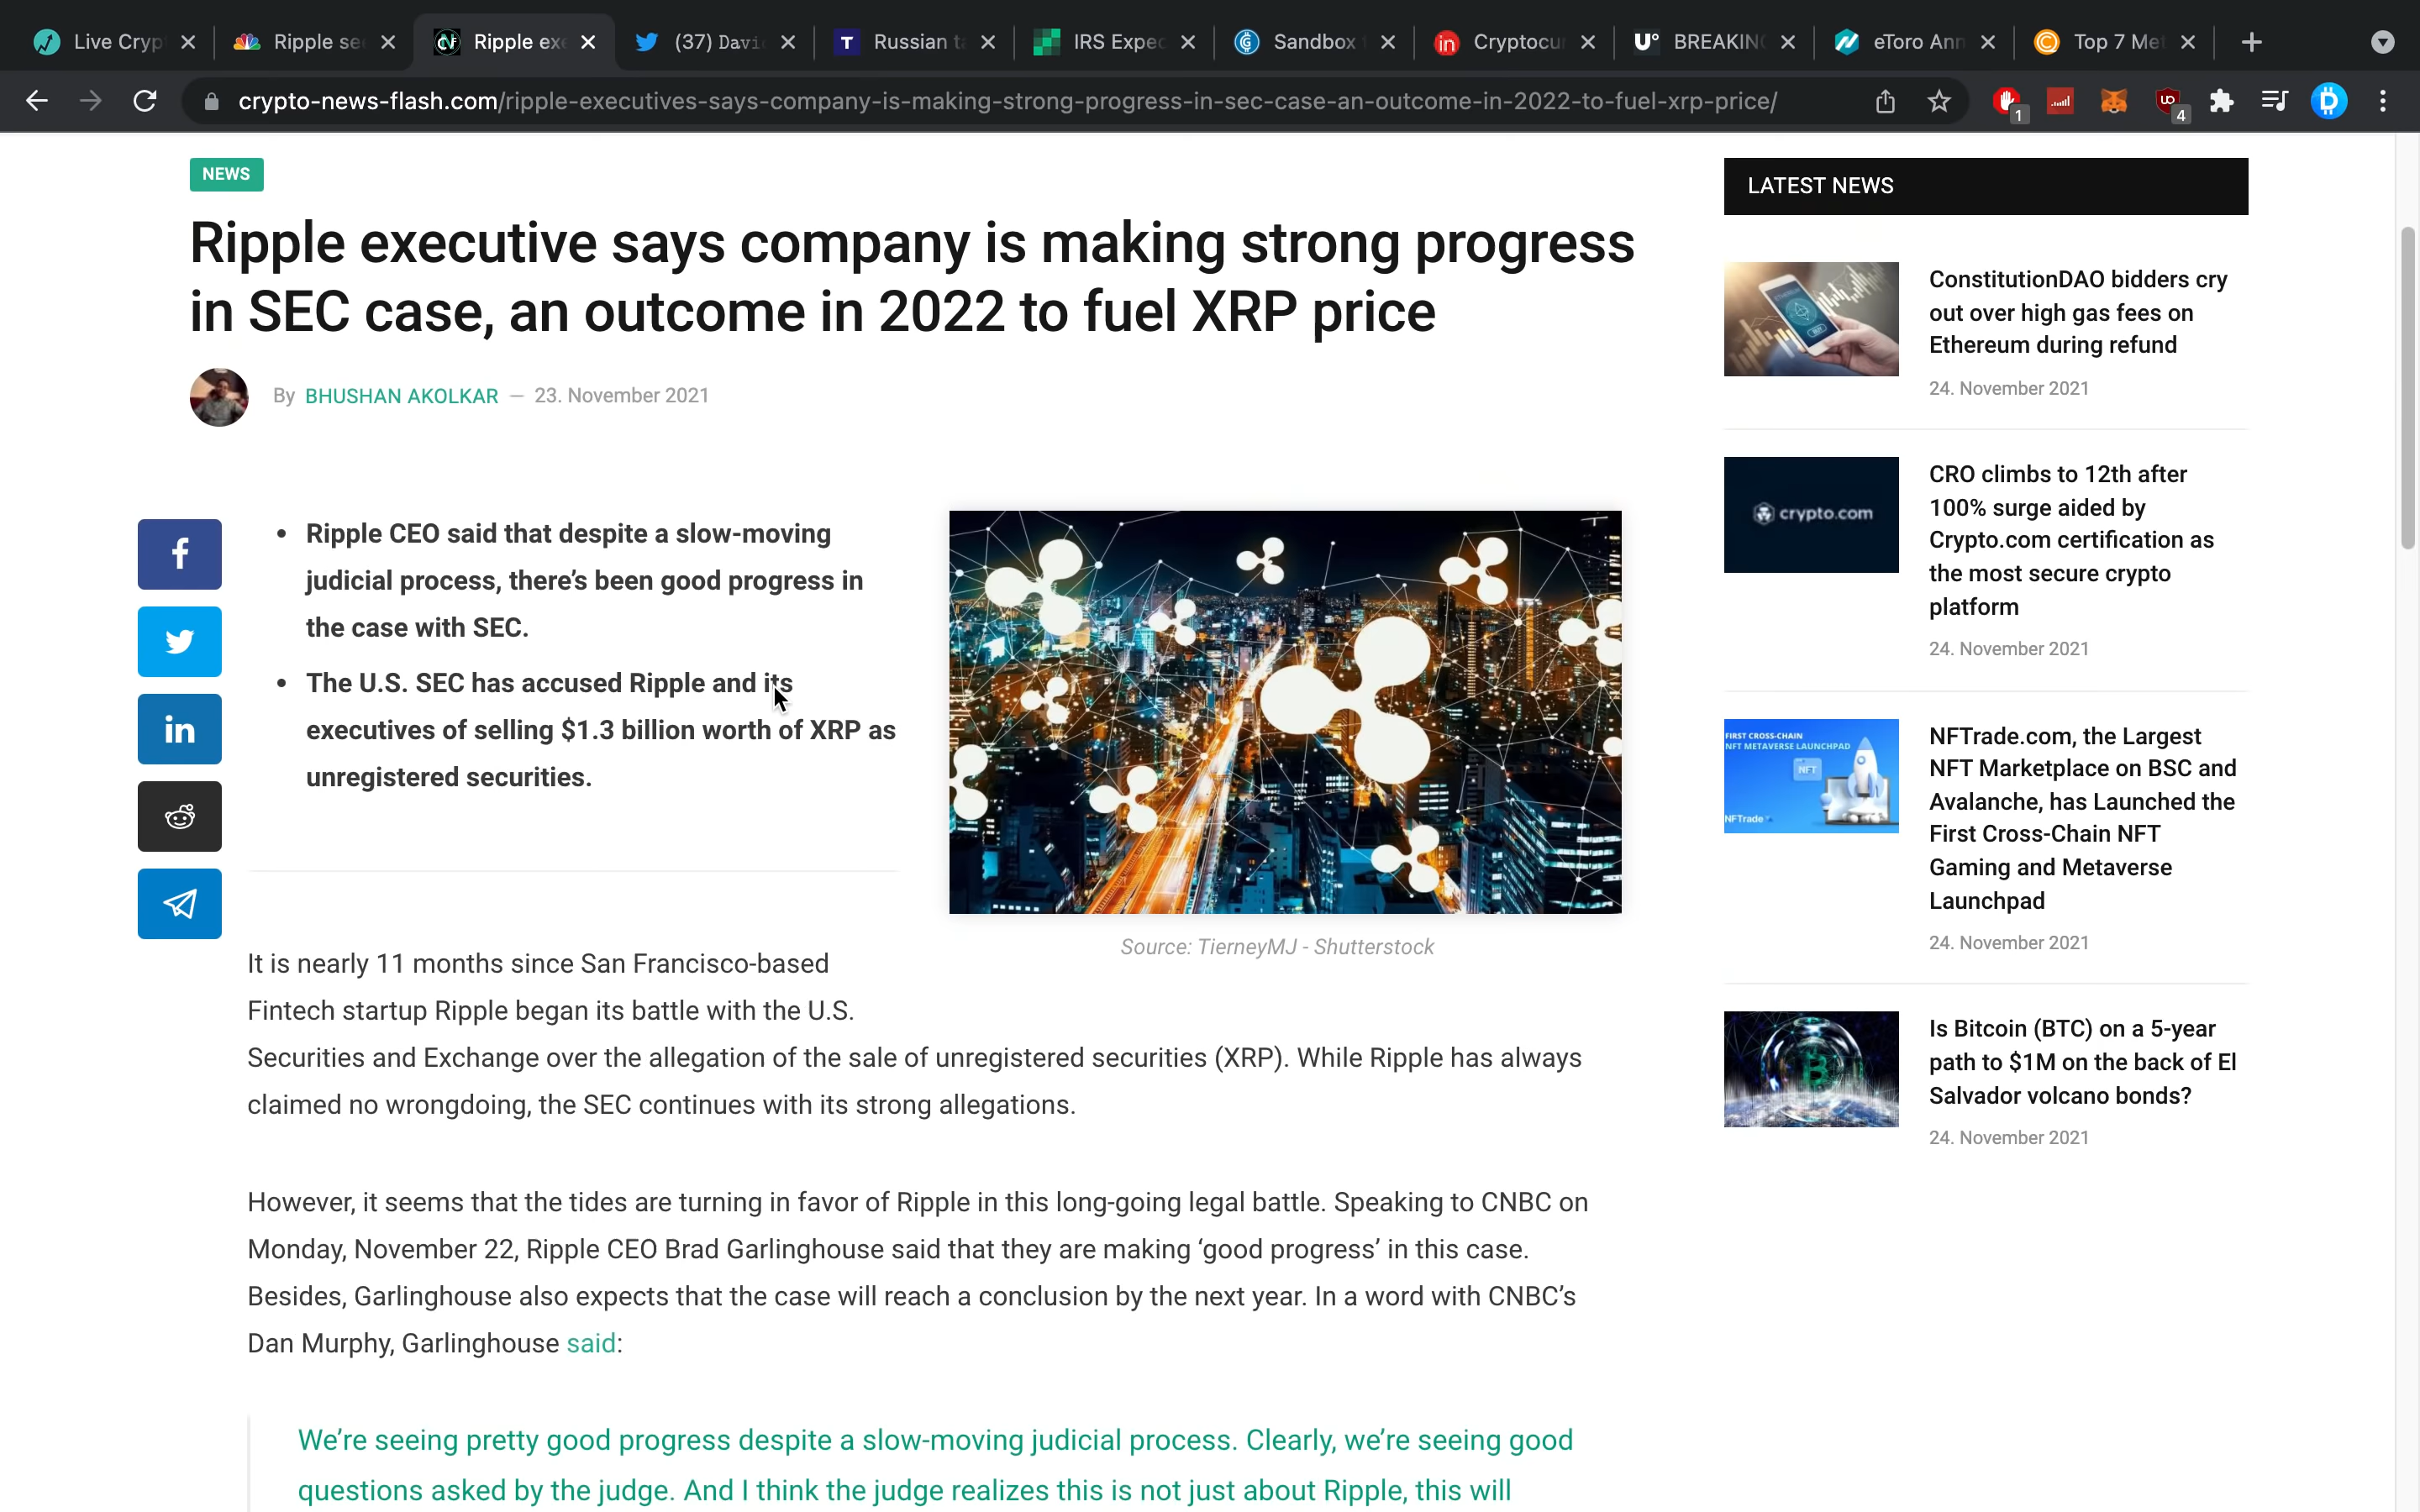 Live Cryp
Ripple se
Ripple ex
(37) Davi
Russian t
IRS Expec
Sandbox
Cryptocu
BREAKIN
eToro Ann
Top 7 Me
crypto-news-flash.com/ripple-executives-says-company-is-making-strong-progress-in-sec-case-an-outcome-in-2022-to-fuel-xrp-price/
1
4
NEWS
Ripple executive says company is making strong progress
in SEC case, an outcome in 2022 to fuel XRP price
By BHUSHAN AKOLKAR — 23. November 2021
• Ripple CEO said that despite a slow-moving
judicial process, there’s been good progress in
the case with SEC.
• The U.S. SEC has accused Ripple and its
executives of selling $1.3 billion worth of XRP as
unregistered securities.
Source: TierneyMJ - Shutterstock
It is nearly 11 months since San Francisco-based
Fintech startup Ripple began its battle with the U.S.
Securities and Exchange over the allegation of the sale of unregistered securities (XRP). While Ripple has always
claimed no wrongdoing, the SEC continues with its strong allegations.
However, it seems that the tides are turning in favor of Ripple in this long-going legal battle. Speaking to CNBC on
Monday, November 22, Ripple CEO Brad Garlinghouse said that they are making ‘good progress’ in this case.
Besides, Garlinghouse also expects that the case will reach a conclusion by the next year. In a word with CNBC’s
Dan Murphy, Garlinghouse said:
We’re seeing pretty good progress despite a slow-moving judicial process. Clearly, we’re seeing good
questions asked by the judge. And I think the judge realizes this is not just about Ripple, this will
LATEST NEWS
ConstitutionDAO bidders cry
out over high gas fees on
Ethereum during refund
24. November 2021
crypto.com
CRO climbs to 12th after
100% surge aided by
Crypto.com certification as
the most secure crypto
platform
24. November 2021
FIRST CROSS-CHAIN
NFT METAVERSE LAUNCHPAD
NFT
NFTrade
NFTrade.com, the Largest
NFT Marketplace on BSC and
Avalanche, has Launched the
First Cross-Chain NFT
Gaming and Metaverse
Launchpad
24. November 2021
Is Bitcoin (BTC) on a 5-year
path to $1M on the back of El
Salvador volcano bonds?
24. November 2021